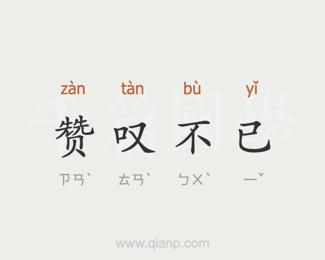 zàn tàn bù yǐ
赞叹不已
ㄗㄢˋ ㄊㄢˋ ㄅㄨˋ ㄧˇ
www.qianp.com